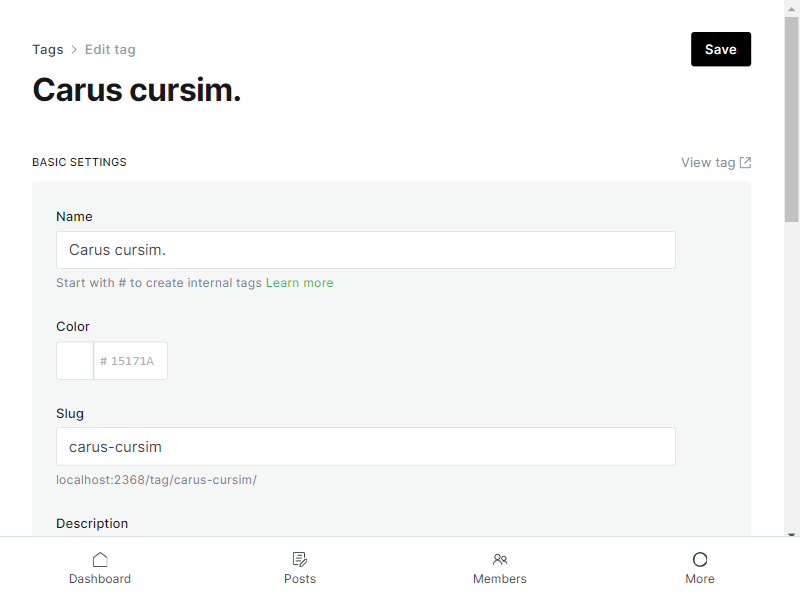 Tags > Edit tag
Save
Carus cursim.
BASIC SETTINGS
View tag
Name
Carus cursim.
Start with # to create internal tags Learn more
Color
# 15171A
Slug
carus-cursim
localhost:2368/tag/carus-cursim/
Description
Dashboard
Posts
Members
More